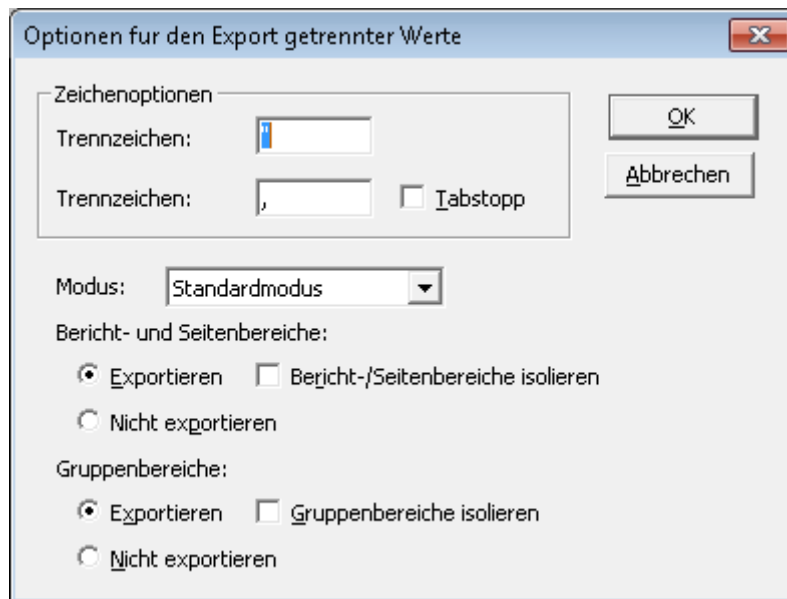 Optionen fur den Export getrennter Werte
Zeichenoptionen
Trennzeichen: "
OK
Trennzeichen: , Tabstopp
Abbrechen
Modus: Standardmodus
Bericht- und Seitenbereiche:
Exportieren Bericht-/Seitenbereiche isolieren
Nicht exportieren
Gruppenbereiche:
Exportieren Gruppenbereiche isolieren
Nicht exportieren